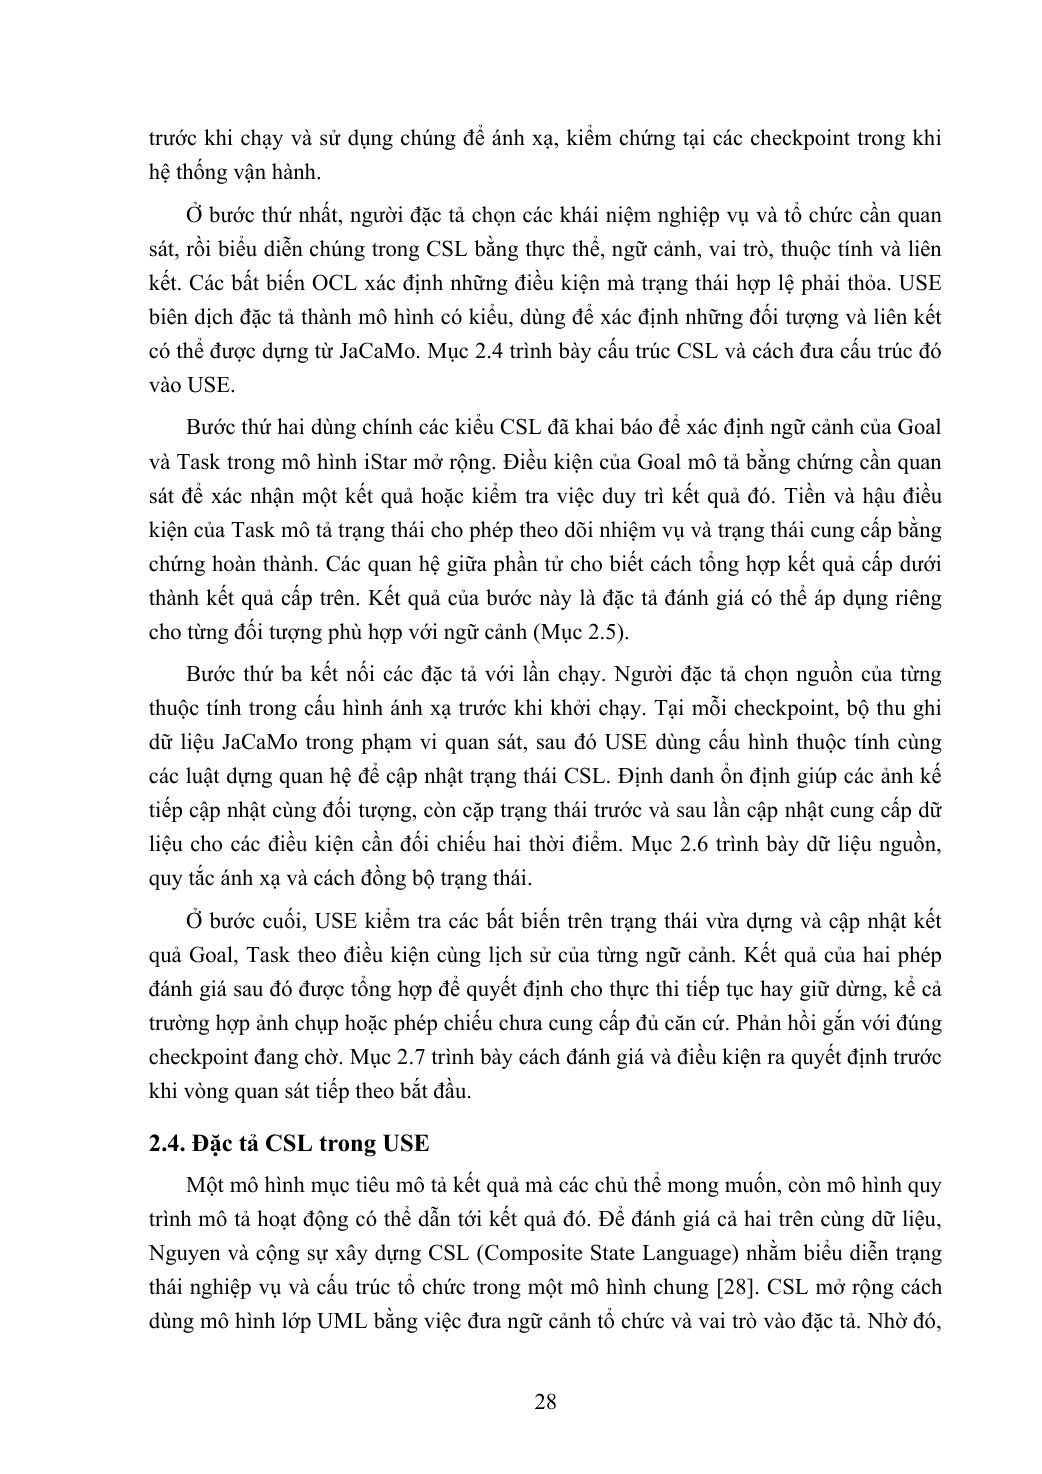 trước khi chạy và sử dụng chúng để ánh xạ, kiểm chứng tại các checkpoint trong khi
hệ thống vận hành.
Ở bước thứ nhất, người đặc tả chọn các khái niệm nghiệp vụ và tổ chức cần quan
sát, rồi biểu diễn chúng trong CSL bằng thực thể, ngữ cảnh, vai trò, thuộc tính và liên
kết. Các bất biến OCL xác định những điều kiện mà trạng thái hợp lệ phải thỏa. USE
biên dịch đặc tả thành mô hình có kiểu, dùng để xác định những đối tượng và liên kết
có thể được dựng từ JaCaMo. Mục 2.4 trình bày cấu trúc CSL và cách đưa cấu trúc đó
vào USE.
Bước thứ hai dùng chính các kiểu CSL đã khai báo để xác định ngữ cảnh của Goal
và Task trong mô hình iStar mở rộng. Điều kiện của Goal mô tả bằng chứng cần quan
sát để xác nhận một kết quả hoặc kiểm tra việc duy trì kết quả đó. Tiền và hậu điều
kiện của Task mô tả trạng thái cho phép theo dõi nhiệm vụ và trạng thái cung cấp bằng
chứng hoàn thành. Các quan hệ giữa phần tử cho biết cách tổng hợp kết quả cấp dưới
thành kết quả cấp trên. Kết quả của bước này là đặc tả đánh giá có thể áp dụng riêng
cho từng đối tượng phù hợp với ngữ cảnh (Mục 2.5).
Bước thứ ba kết nối các đặc tả với lần chạy. Người đặc tả chọn nguồn của từng
thuộc tính trong cấu hình ánh xạ trước khi khởi chạy. Tại mỗi checkpoint, bộ thu ghi
dữ liệu JaCaMo trong phạm vi quan sát, sau đó USE dùng cấu hình thuộc tính cùng
các luật dựng quan hệ để cập nhật trạng thái CSL. Định danh ổn định giúp các ảnh kế
tiếp cập nhật cùng đối tượng, còn cặp trạng thái trước và sau lần cập nhật cung cấp dữ
liệu cho các điều kiện cần đối chiếu hai thời điểm. Mục 2.6 trình bày dữ liệu nguồn,
quy tắc ánh xạ và cách đồng bộ trạng thái.
Ở bước cuối, USE kiểm tra các bất biến trên trạng thái vừa dựng và cập nhật kết
quả Goal, Task theo điều kiện cùng lịch sử của từng ngữ cảnh. Kết quả của hai phép
đánh giá sau đó được tổng hợp để quyết định cho thực thi tiếp tục hay giữ dừng, kể cả
trường hợp ảnh chụp hoặc phép chiếu chưa cung cấp đủ căn cứ. Phản hồi gắn với đúng
checkpoint đang chờ. Mục 2.7 trình bày cách đánh giá và điều kiện ra quyết định trước
khi vòng quan sát tiếp theo bắt đầu.
2.4. Đặc tả CSL trong USE
Một mô hình mục tiêu mô tả kết quả mà các chủ thể mong muốn, còn mô hình quy
trình mô tả hoạt động có thể dẫn tới kết quả đó. Để đánh giá cả hai trên cùng dữ liệu,
Nguyen và cộng sự xây dựng CSL (Composite State Language) nhằm biểu diễn trạng
thái nghiệp vụ và cấu trúc tổ chức trong một mô hình chung [28]. CSL mở rộng cách
dùng mô hình lớp UML bằng việc đưa ngữ cảnh tổ chức và vai trò vào đặc tả. Nhờ đó,
28